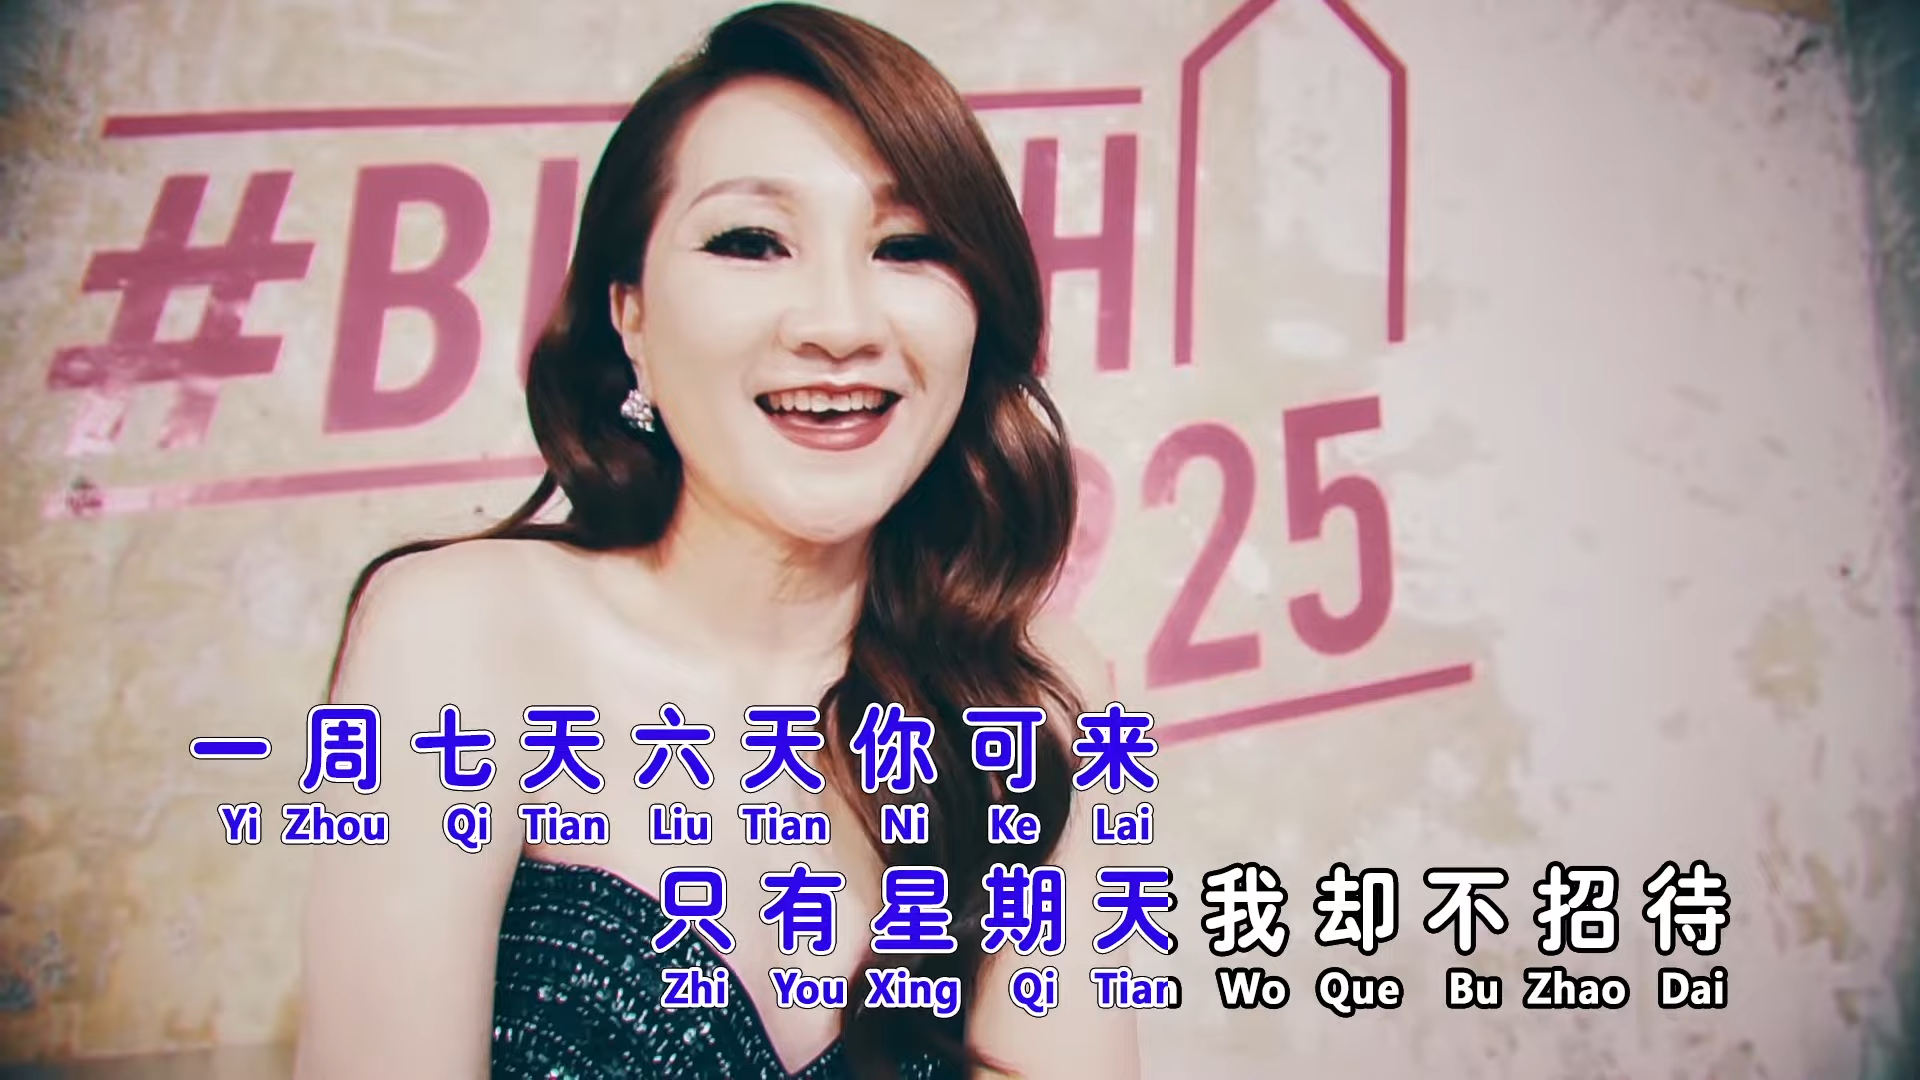 #BU H
225
一周七天六天你可来
Yi Zhou Qi Tian Liu Tian Ni Ke Lai
只有星期天我却不招待
Zhi You Xing Qi Tian Wo Que Bu Zhao Dai